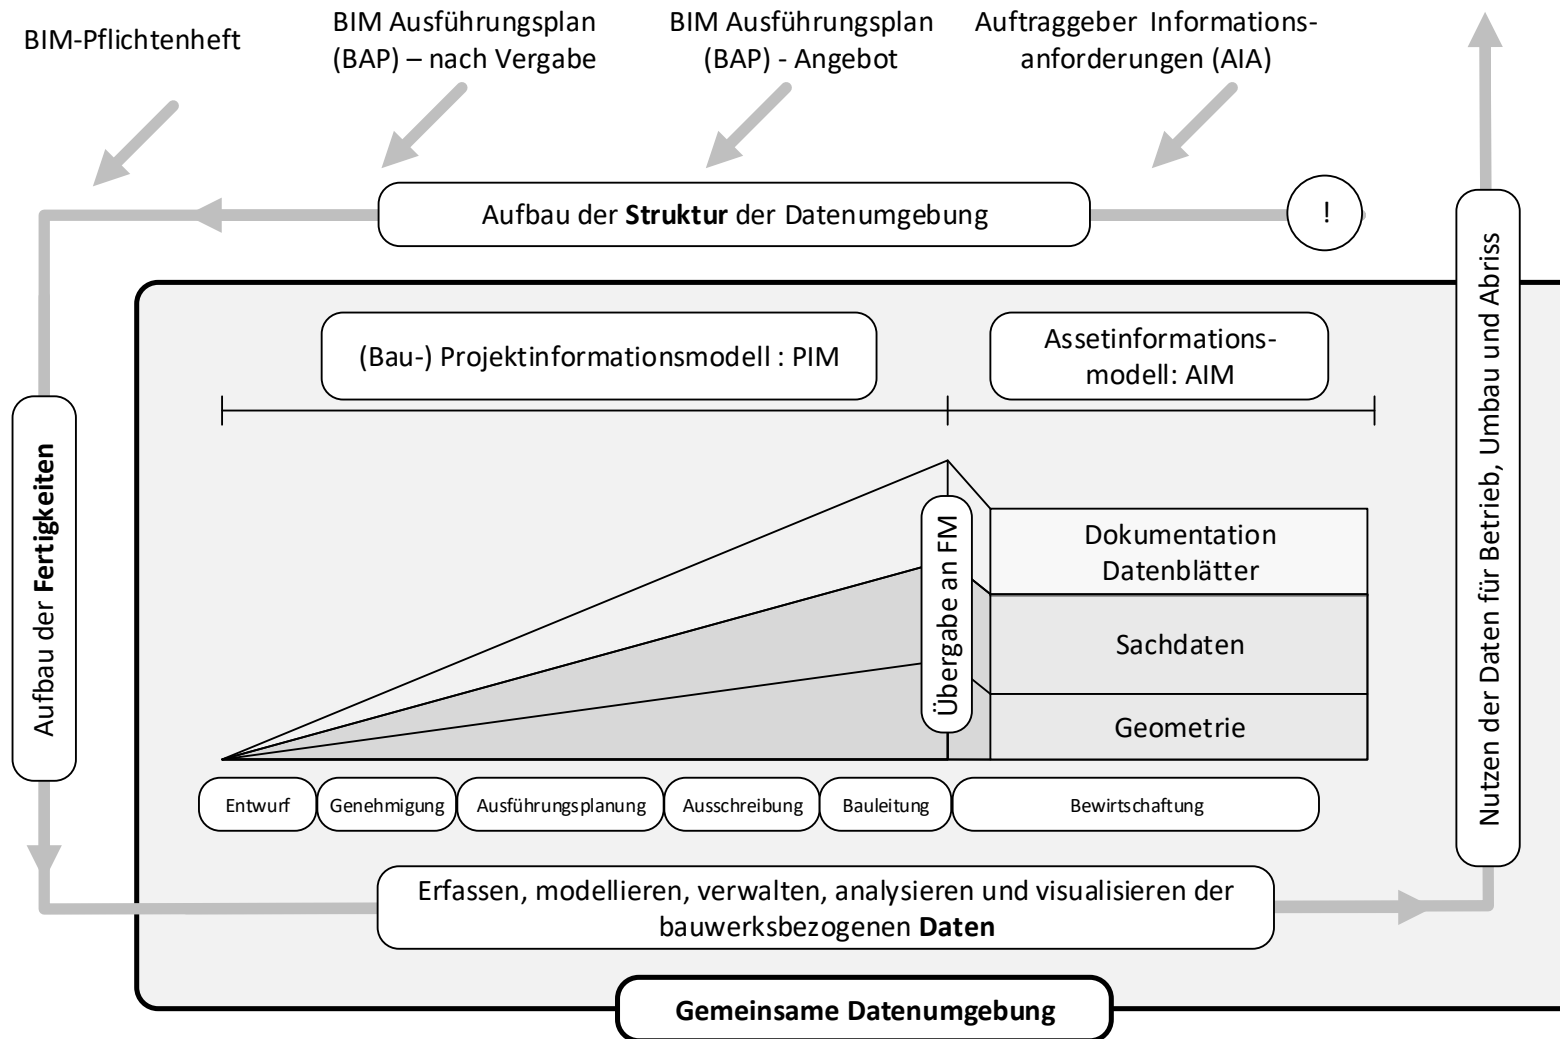 BIM-Pflichtenheft
BIM Ausführungsplan
(BAP) – nach Vergabe
BIM Ausführungsplan
(BAP) - Angebot
Auftraggeber Informations-
anforderungen (AIA)
Aufbau der Struktur der Datenumgebung
!
(Bau-) Projektinformationsmodell : PIM
Assetinformations-
modell: AIM
Aufbau der Fertigkeiten
Übergabe an FM
Dokumentation
Datenblätter
Sachdaten
Geometrie
Nutzen der Daten für Betrieb, Umbau und Abriss
Entwurf
Genehmigung
Ausführungsplanung
Ausschreibung
Bauleitung
Bewirtschaftung
Erfassen, modellieren, verwalten, analysieren und visualisieren der
bauwerksbezogenen Daten
Gemeinsame Datenumgebung